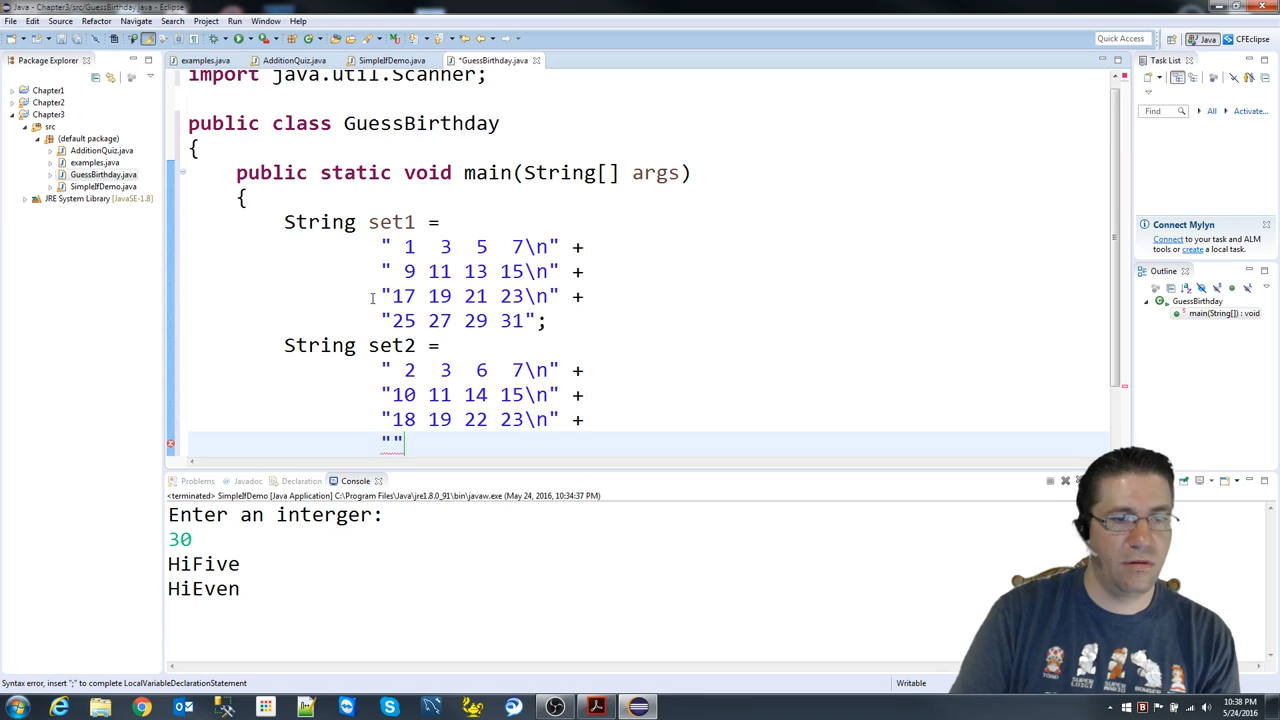 Java - Chapter3/src/GuessBirthday.java - Eclipse
File Edit Source Refactor Navigate Search Project Run Window Help
Quick Access
Java
CFEclipse
Package Explorer
Chapter1
Chapter2
Chapter3
src
(default package)
AdditionQuiz.java
examples.java
GuessBirthday.java
SimpleIfDemo.java
JRE System Library [JavaSE-1.8]
examples.java AdditionQuiz.java SimpleIfDemo.java *GuessBirthday.java
import java.util.Scanner;
public class GuessBirthday
{
public static void main(String[] args)
{
String set1 =
" 1  3  5  7\n" +
" 9 11 13 15\n" +
"17 19 21 23\n" +
"25 27 29 31";
String set2 =
" 2  3  6  7\n" +
"10 11 14 15\n" +
"18 19 22 23\n" +
""
Task List
Find All Activate...
Connect Mylyn
Connect to your task and ALM
tools or create a local task.
Outline
GuessBirthday
main(String[]) : void
Problems Javadoc Declaration Console
<terminated> SimpleIfDemo [Java Application] C:\Program Files\Java\jre1.8.0_91\bin\javaw.exe (May 24, 2016, 10:34:37 PM)
Enter an interger:
30
HiFive
HiEven
Syntax error, insert ";" to complete LocalVariableDeclarationStatement
Writable
TOAD
SUPER LUIGI
SUPER MARIO
BOWSER
10:38 PM
5/24/2016